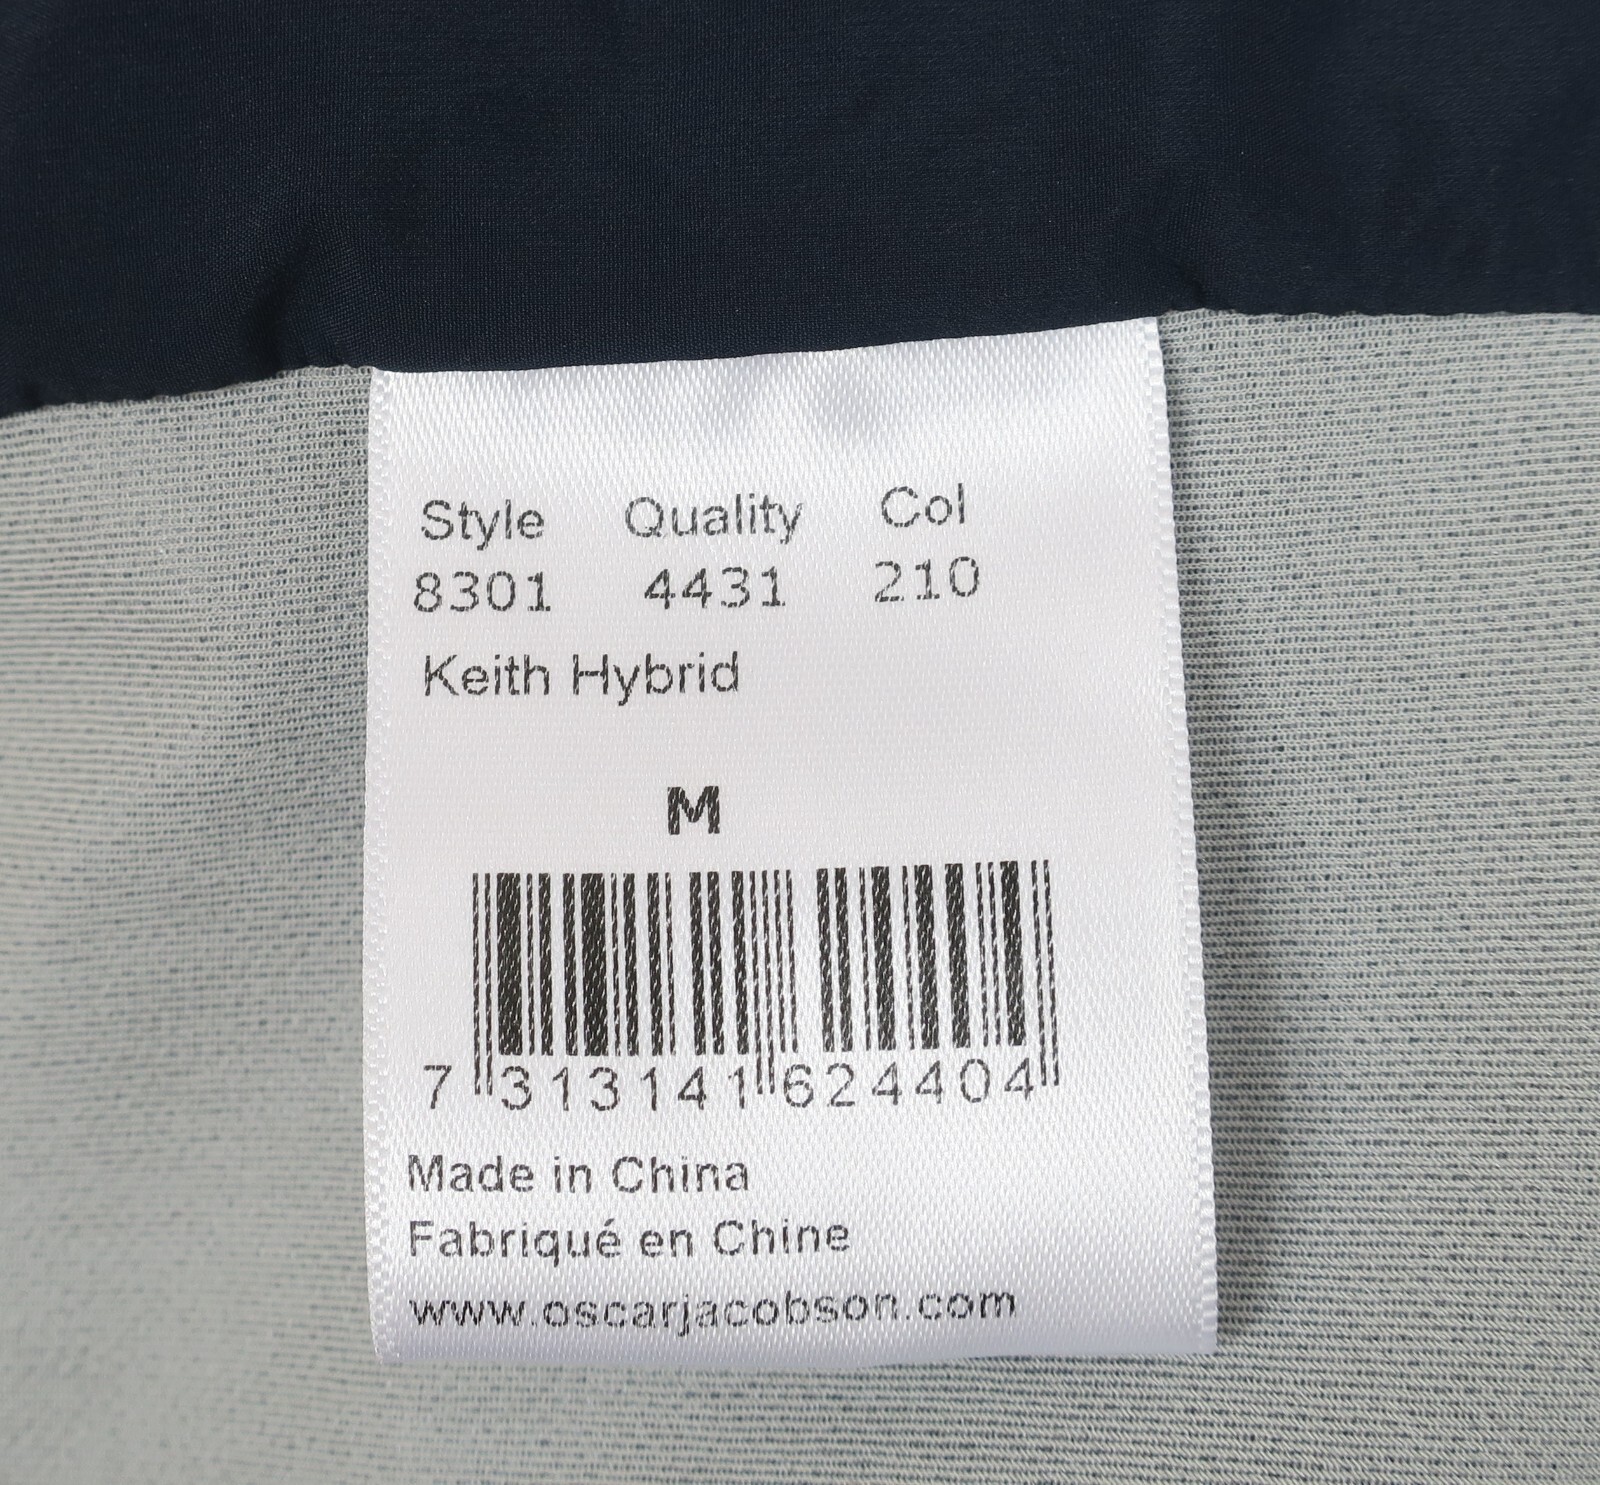 Style Quality Col
8301 4431 210
Keith Hybrid
M
7 313141 624404
Made in China
Fabriqué en Chine
www.oscarjacobson.com